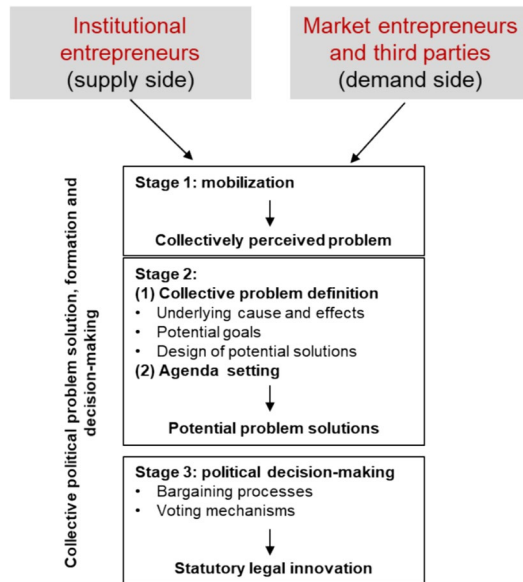 Institutional
entrepreneurs
(supply side)
Market entrepreneurs
and third parties
(demand side)
Collective political problem solution, formation and
decision-making
Stage 1: mobilization
Collectively perceived problem
Stage 2:
(1) Collective problem definition
• Underlying cause and effects
• Potential goals
• Design of potential solutions
(2) Agenda setting
Potential problem solutions
Stage 3: political decision-making
• Bargaining processes
• Voting mechanisms
Statutory legal innovation